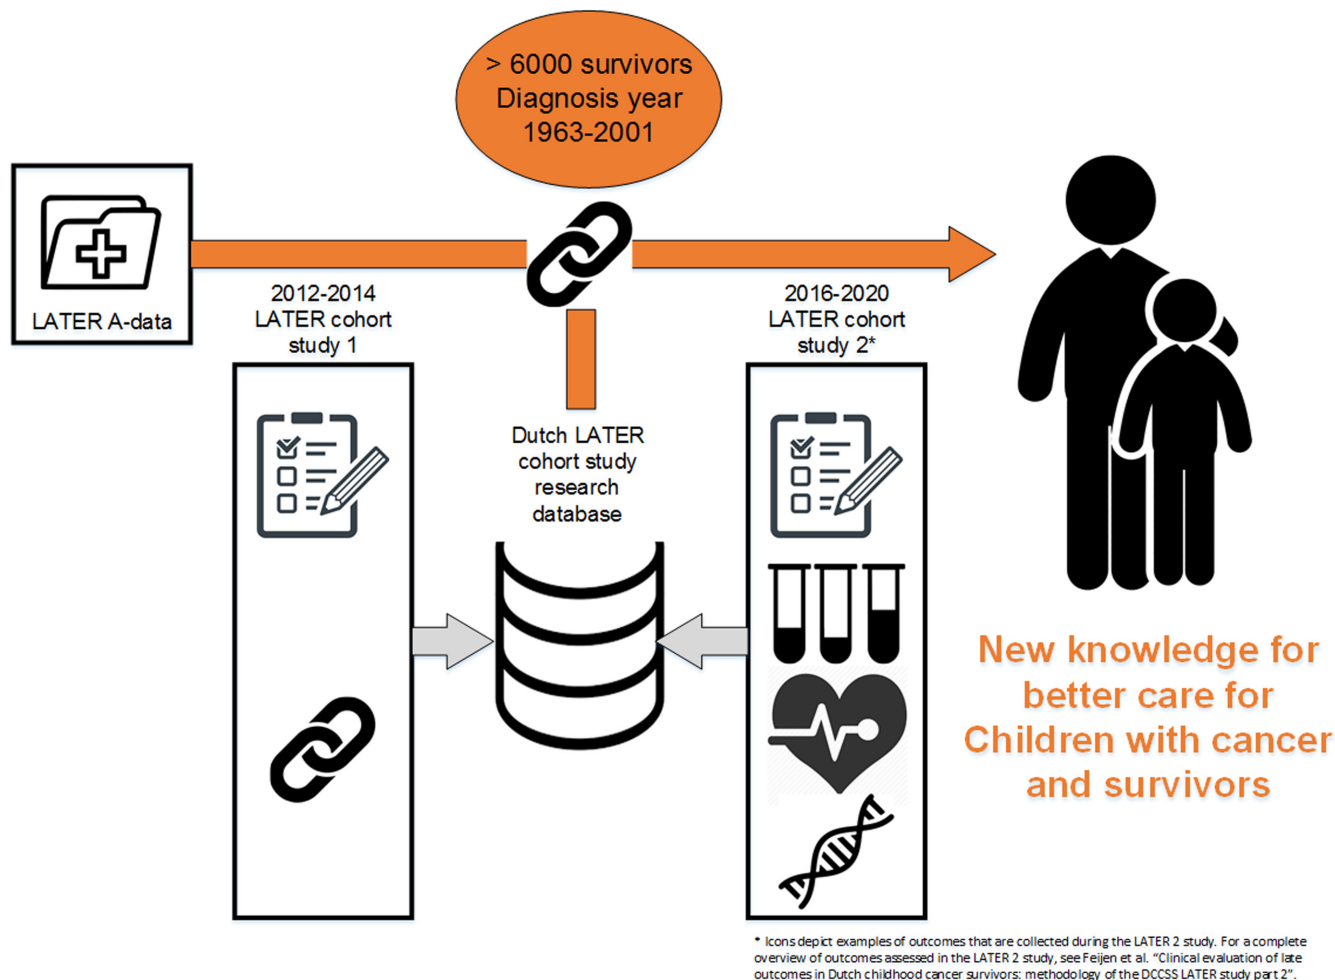 > 6000 survivors
Diagnosis year
1963-2001
LATER A-data
2012-2014
LATER cohort
study 1
2016-2020
LATER cohort
study 2*
Dutch LATER
cohort study
research
database
New knowledge for
better care for
Children with cancer
and survivors
* Icons depict examples of outcomes that are collected during the LATER 2 study. For a complete
overview of outcomes assessed in the LATER 2 study, see Feijen et al. “Clinical evaluation of late
outcomes in Dutch childhood cancer survivors: methodology of the DCCSS LATER study part 2”.